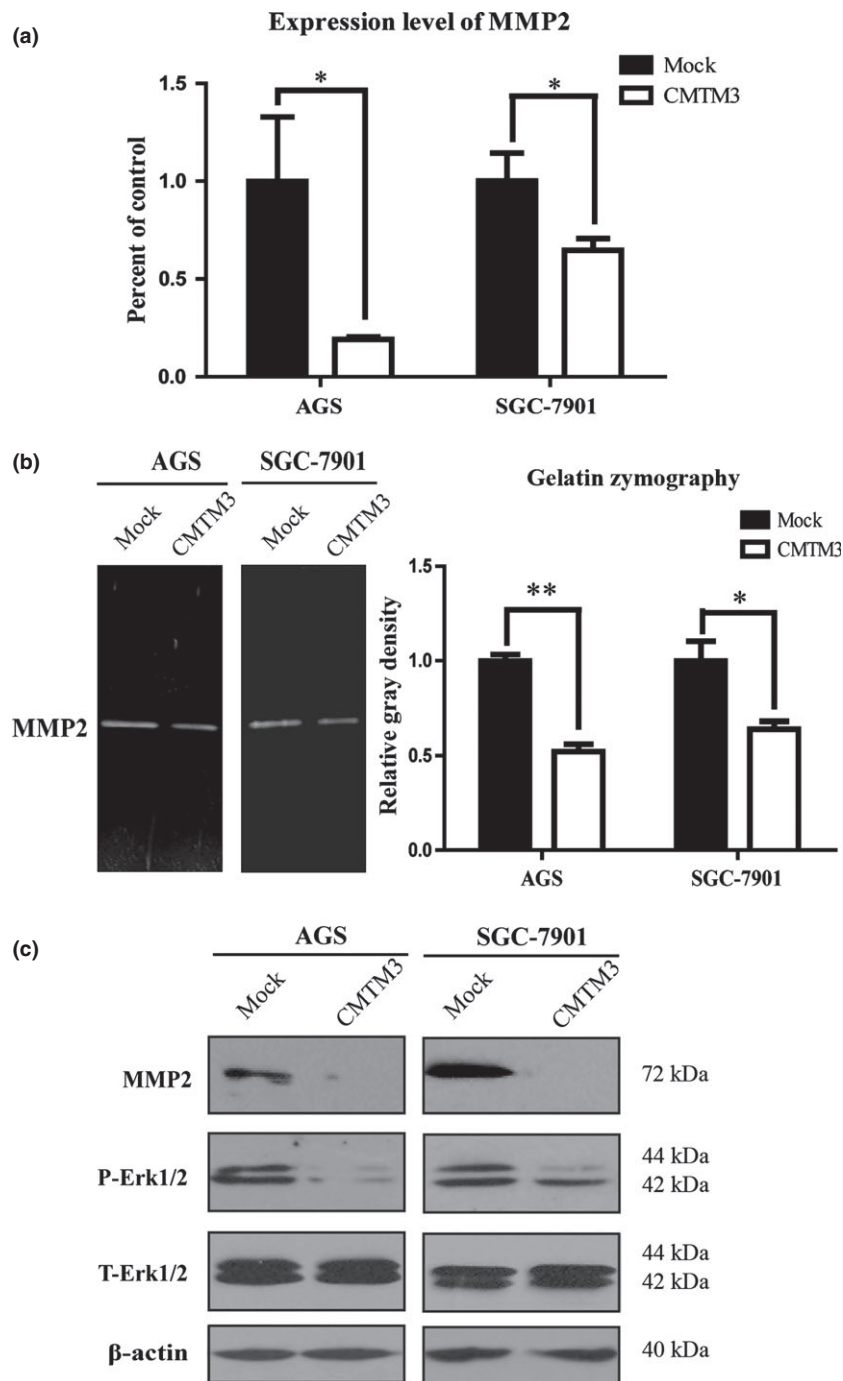 (a)
Expression level of MMP2
Mock
CMTM3
*
*
Percent of control
1.5
1.0
0.5
0.0
AGS
SGC-7901
(b)
AGS
SGC-7901
Mock
CMTM3
Mock
CMTM3
MMP2
Gelatin zymography
Mock
CMTM3
**
*
Relative gray density
1.5
1.0
0.5
0.0
AGS
SGC-7901
(c)
AGS
SGC-7901
Mock
CMTM3
Mock
CMTM3
MMP2
72 kDa
P-Erk1/2
44 kDa
42 kDa
T-Erk1/2
44 kDa
42 kDa
β-actin
40 kDa